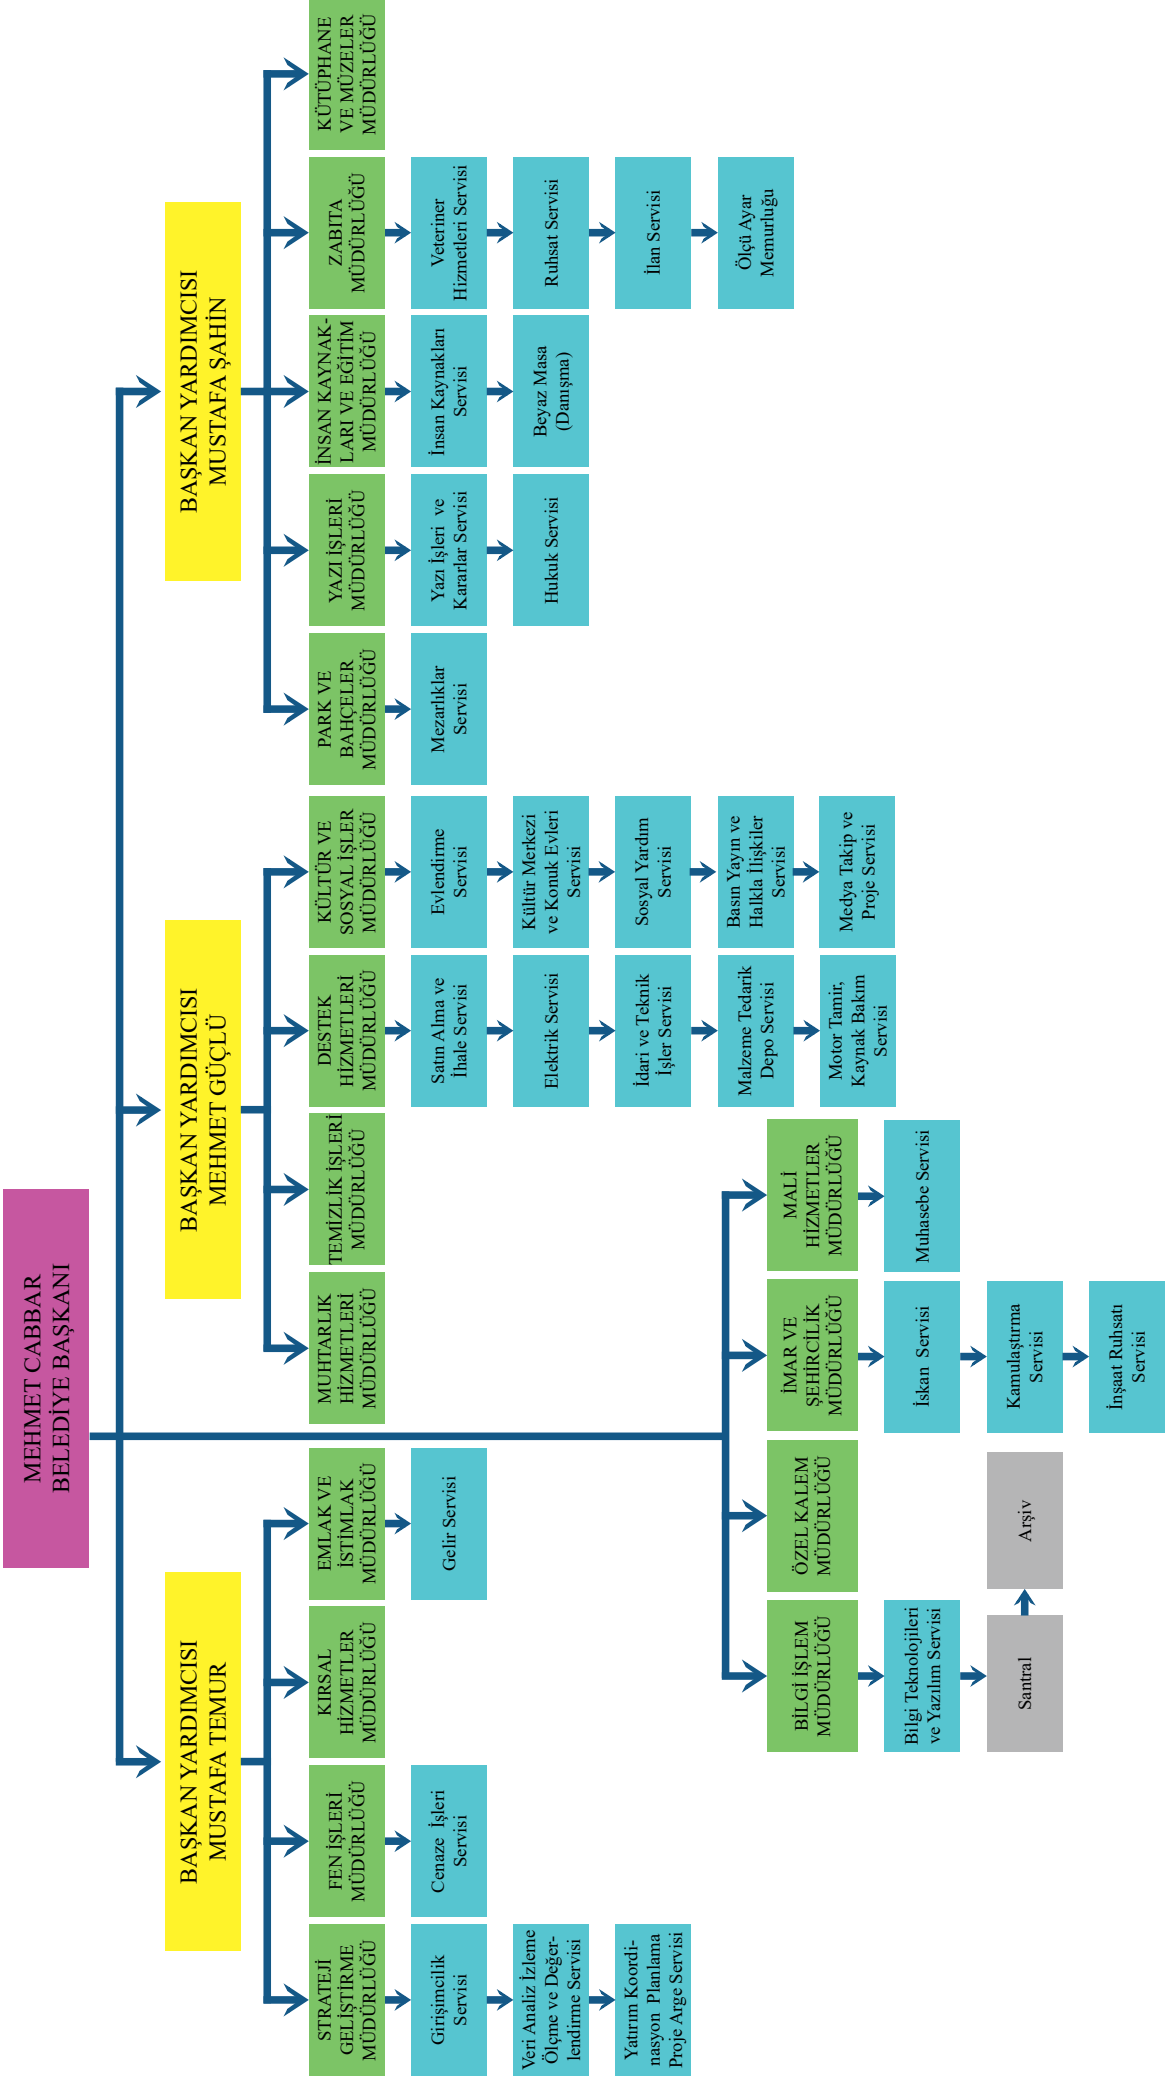 MEHMET CABBAR
BELEDİYE BAŞKANI
BAŞKAN YARDIMCISI
MUSTAFA TEMUR
BAŞKAN YARDIMCISI
MEHMET GÜÇLÜ
BAŞKAN YARDIMCISI
MUSTAFA ŞAHİN
STRATEJİ
GELİŞTİRME
MÜDÜRLÜĞÜ
Girişimcilik
Servisi
Veri Analiz İzleme
Ölçme ve Değer-
lendirme Servisi
Yatırım Koordi-
nasyon Planlama
Proje Arge Servisi
FEN İŞLERİ
MÜDÜRLÜĞÜ
Cenaze İşleri
Servisi
KIRSAL
HİZMETLER
MÜDÜRLÜĞÜ
EMLAK VE
İSTİMLAK
MÜDÜRLÜĞÜ
Gelir Servisi
MUHTARLIK
HİZMETLERİ
MÜDÜRLÜĞÜ
TEMİZLİK İŞLERİ
MÜDÜRLÜĞÜ
DESTEK
HİZMETLERİ
MÜDÜRLÜĞÜ
Satın Alma ve
İhale Servisi
Elektrik Servisi
İdari ve Teknik
İşler Servisi
Malzeme Tedarik
Depo Servisi
Motor Tamir,
Kaynak Bakım
Servisi
KÜLTÜR VE
SOSYAL İŞLER
MÜDÜRLÜĞÜ
Evlendirme
Servisi
Kültür Merkezi
ve Konuk Evleri
Servisi
Sosyal Yardım
Servisi
Basın Yayın ve
Halkla İlişkiler
Servisi
Medya Takip ve
Proje Servisi
PARK VE
BAHÇELER
MÜDÜRLÜĞÜ
Mezarlıklar
Servisi
YAZI İŞLERİ
MÜDÜRLÜĞÜ
Yazı İşleri ve
Kararlar Servisi
Hukuk Servisi
İNSAN KAYNAK-
LARI VE EĞİTİM
MÜDÜRLÜĞÜ
İnsan Kaynakları
Servisi
Beyaz Masa
(Danışma)
ZABITA
MÜDÜRLÜĞÜ
Veteriner
Hizmetleri Servisi
Ruhsat Servisi
İlan Servisi
Ölçü Ayar
Memurluğu
KÜTÜPHANE
VE MÜZELER
MÜDÜRLÜĞÜ
BİLGİ İŞLEM
MÜDÜRLÜĞÜ
Bilgi Teknolojileri
ve Yazılım Servisi
Santral
Arşiv
ÖZEL KALEM
MÜDÜRLÜĞÜ
İMAR VE
ŞEHİRCİLİK
MÜDÜRLÜĞÜ
İskan Servisi
Kamulaştırma
Servisi
İnşaat Ruhsatı
Servisi
MALİ
HİZMETLER
MÜDÜRLÜĞÜ
Muhasebe Servisi